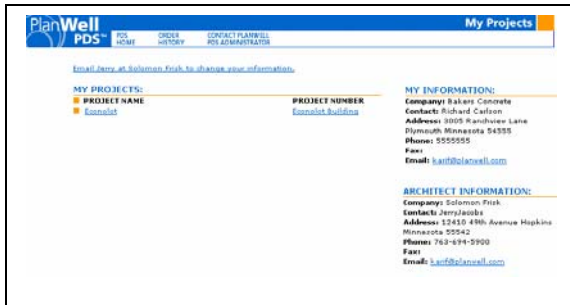 PlanWell
PDS™
My Projects
PDS HOME
ORDER HISTORY
CONTACT PLANWELL PDS ADMINISTRATOR
Email Jerry at Solomon Frisk to change your information.
MY PROJECTS:
PROJECT NAME PROJECT NUMBER
Econolot Econolot Building
MY INFORMATION:
Company: Bakers Concrete
Contact: Richard Carlson
Address: 3005 Ranchview Lane
Plymouth Minnesota 54555
Phone: 5555555
Fax:
Email: karif@planwell.com
ARCHITECT INFORMATION:
Company: Solomon Frisk
Contact: JerryJacobs
Address: 12410 49th Avenue Hopkins
Minnesota 55542
Phone: 763-694-5900
Fax:
Email: karif@planwell.com